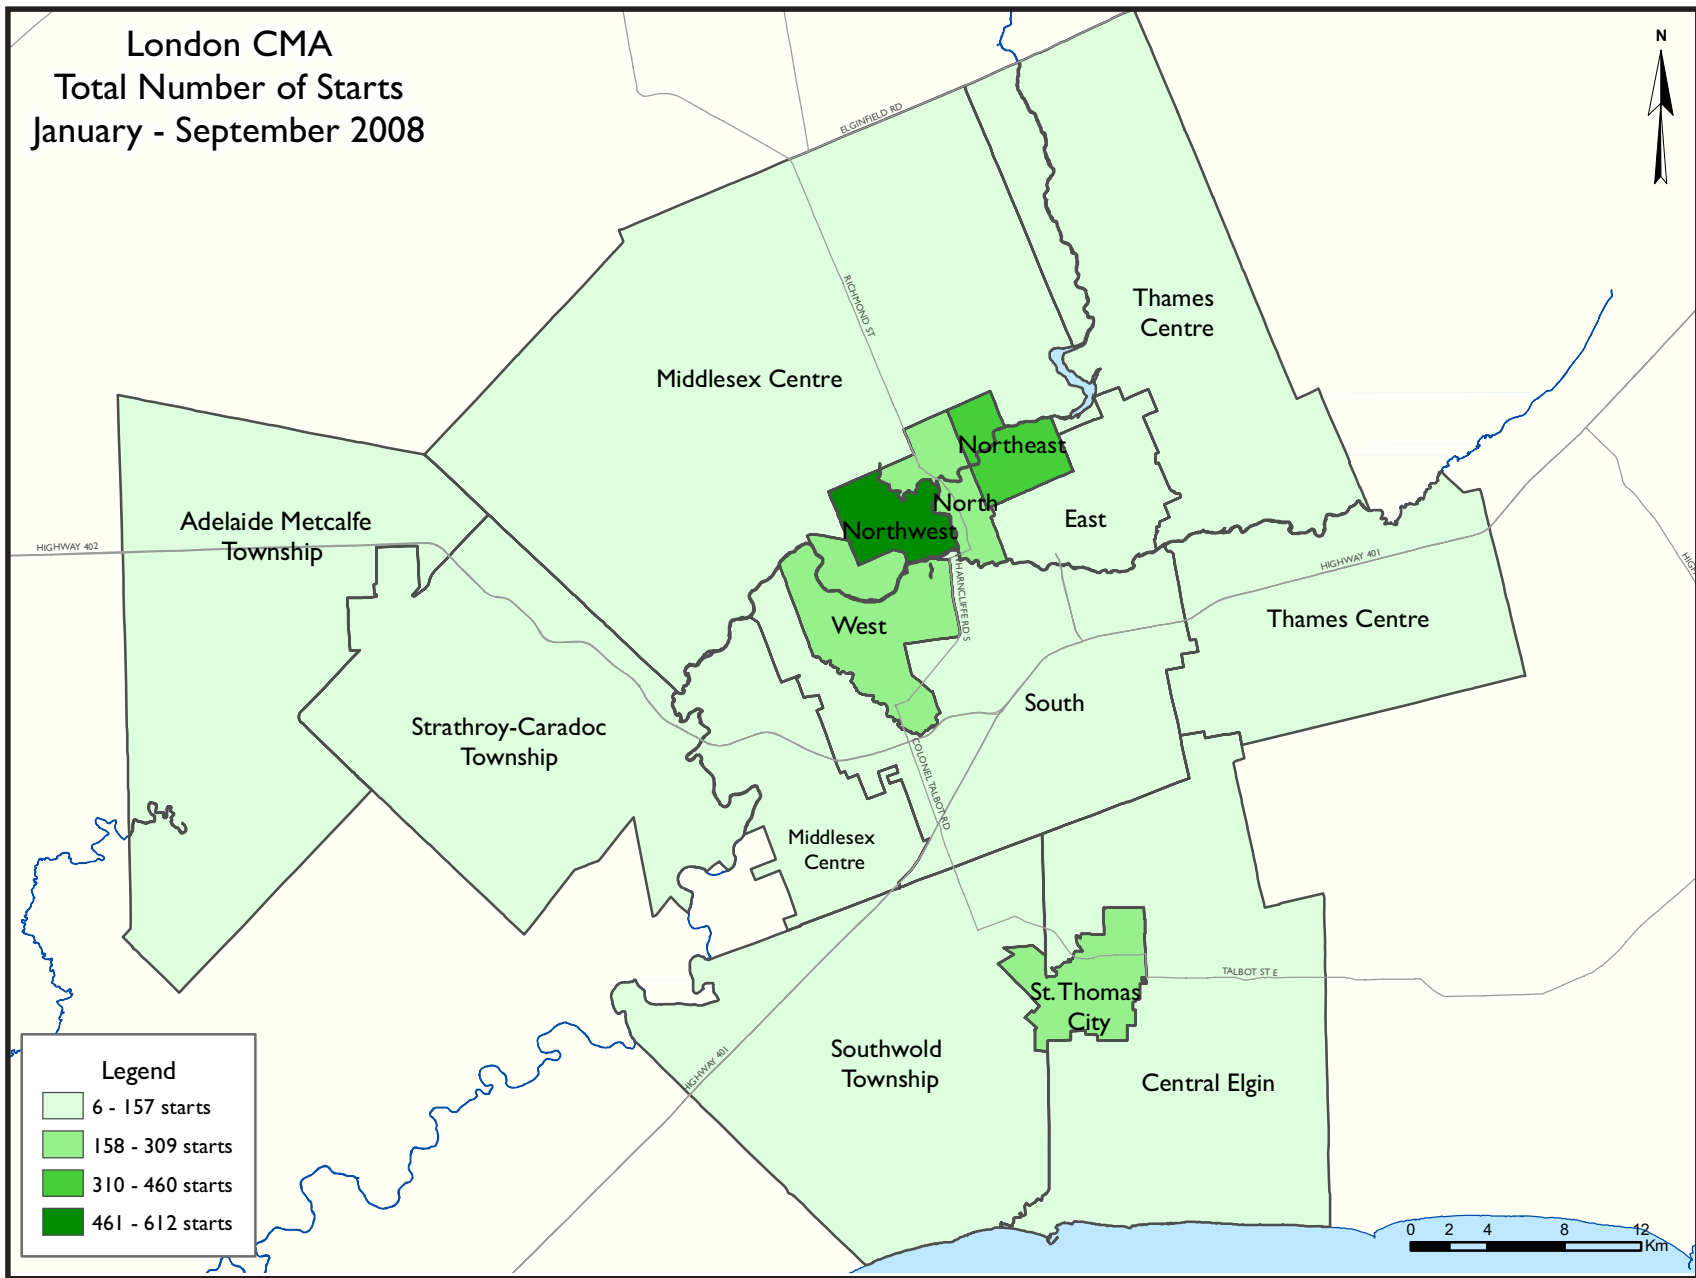 London CMA
Total Number of Starts
January - September 2008
N
ELGINFIELD RD
RICHMOND ST
Thames
Centre
Middlesex Centre
Northeast
North
Northwest
East
Adelaide Metcalfe
Township
HIGHWAY 402
HIGHWAY 401
WHARNCLIFFE RD S
West
Thames Centre
South
Strathroy-Caradoc
Township
COLONEL TALBOT RD
Middlesex
Centre
TALBOT ST E
St. Thomas
City
Southwold
Township
HIGHWAY 401
Central Elgin
Legend
6 - 157 starts
158 - 309 starts
310 - 460 starts
461 - 612 starts
0 2 4 8 12
Km